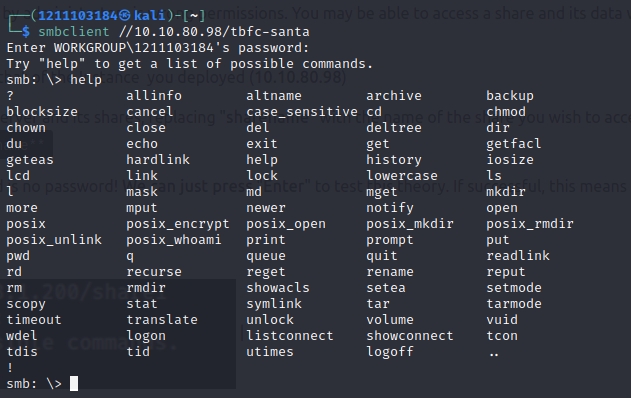 ┌──(1211103184㉿kali)-[~]
└─$ smbclient //10.10.80.98/tbfc-santa
Enter WORKGROUP\1211103184's password:
Try "help" to get a list of possible commands.
smb: \> help
? allinfo altname archive backup
blocksize cancel case_sensitive cd chmod
chown close del deltree dir
du echo exit get getfacl
geteas hardlink help history iosize
lcd link lock lowercase ls
l mask md mget mkdir
more mput newer notify open
posix posix_encrypt posix_open posix_mkdir posix_rmdir
posix_unlink posix_whoami print prompt put
pwd q queue quit readlink
rd recurse reget rename reput
rm rmdir showacls setea setmode
scopy stat symlink tar tarmode
timeout translate unlock volume vuid
wdel logon listconnect showconnect tcon
tdis tid utimes logoff ..
!
smb: \>